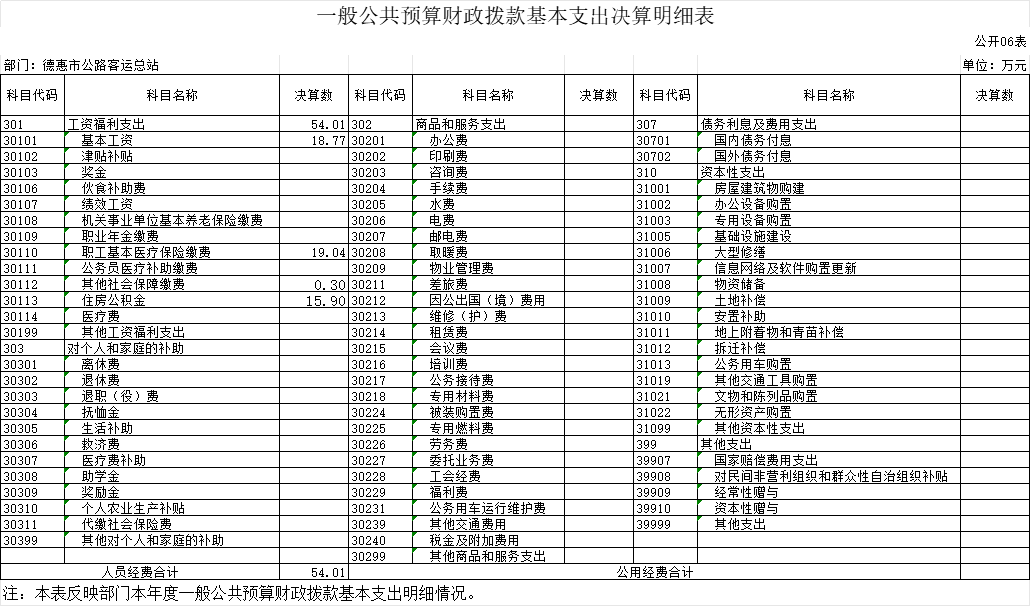 一般公共预算财政拨款基本支出决算明细表
公开06表
部门：德惠市公路客运总站 单位：万元
科目代码 科目名称 决算数 科目代码 科目名称 决算数 科目代码 科目名称 决算数
301 工资福利支出 54.01 302 商品和服务支出 307 债务利息及费用支出
30101 基本工资 18.77 30201 办公费 30701 国内债务付息
30102 津贴补贴 30202 印刷费 30702 国外债务付息
30103 奖金 30203 咨询费 310 资本性支出
30106 伙食补助费 30204 手续费 31001 房屋建筑物购建
30107 绩效工资 30205 水费 31002 办公设备购置
30108 机关事业单位基本养老保险缴费 30206 电费 31003 专用设备购置
30109 职业年金缴费 30207 邮电费 31005 基础设施建设
30110 职工基本医疗保险缴费 19.04 30208 取暖费 31006 大型修缮
30111 公务员医疗补助缴费 30209 物业管理费 31007 信息网络及软件购置更新
30112 其他社会保障缴费 0.30 30211 差旅费 31008 物资储备
30113 住房公积金 15.90 30212 因公出国（境）费用 31009 土地补偿
30114 医疗费 30213 维修（护）费 31010 安置补助
30199 其他工资福利支出 30214 租赁费 31011 地上附着物和青苗补偿
303 对个人和家庭的补助 30215 会议费 31012 拆迁补偿
30301 离休费 30216 培训费 31013 公务用车购置
30302 退休费 30217 公务接待费 31019 其他交通工具购置
30303 退职（役）费 30218 专用材料费 31021 文物和陈列品购置
30304 抚恤金 30224 被装购置费 31022 无形资产购置
30305 生活补助 30225 专用燃料费 31099 其他资本性支出
30306 救济费 30226 劳务费 399 其他支出
30307 医疗费补助 30227 委托业务费 39907 国家赔偿费用支出
30308 助学金 30228 工会经费 39908 对民间非营利组织和群众性自治组织补贴
30309 奖励金 30229 福利费 39909 经常性赠与
30310 个人农业生产补贴 30231 公务用车运行维护费 39910 资本性赠与
30311 代缴社会保险费 30239 其他交通费用 39999 其他支出
30399 其他对个人和家庭的补助 30240 税金及附加费用
30299 其他商品和服务支出
人员经费合计 54.01 公用经费合计
注：本表反映部门本年度一般公共预算财政拨款基本支出明细情况。